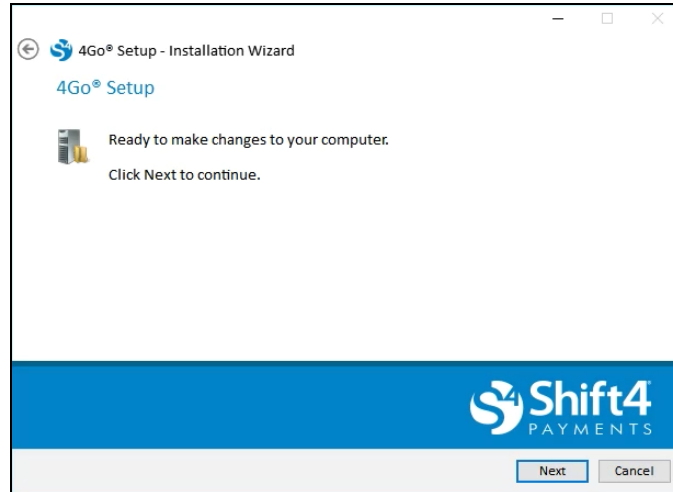 4Go® Setup - Installation Wizard
4Go® Setup
Ready to make changes to your computer.
Click Next to continue.
Shift4
PAYMENTS
Next Cancel